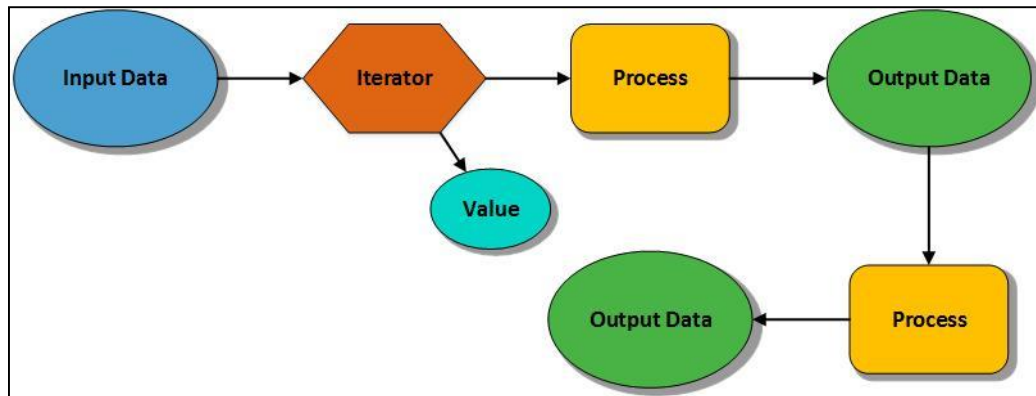 Input Data
Iterator
Process
Output Data
Value
Output Data
Process